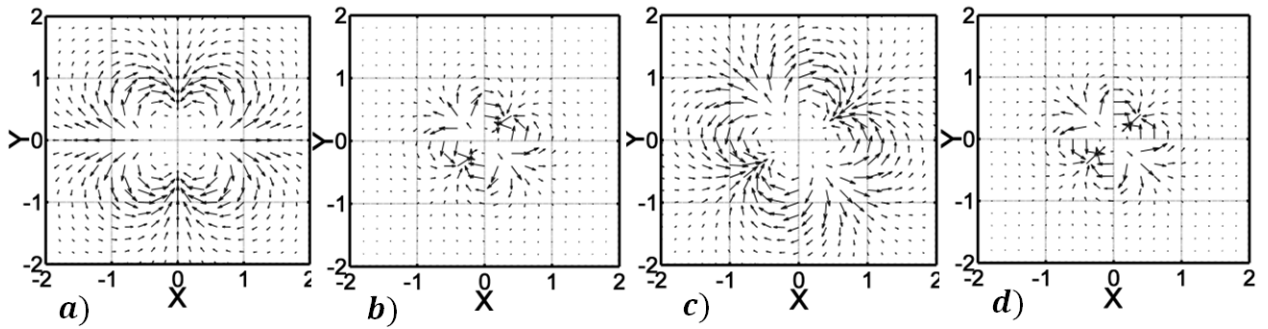 2 2 2 2
1 1 1 1
Y 0 Y 0 Y 0 Y 0
-1 -1 -1 -1
-2 -2 -2 -2
-2 -1 0 1 2 -2 -1 0 1 2 -2 -1 0 1 2 -2 -1 0 1 2
X X X X
a) b) c) d)